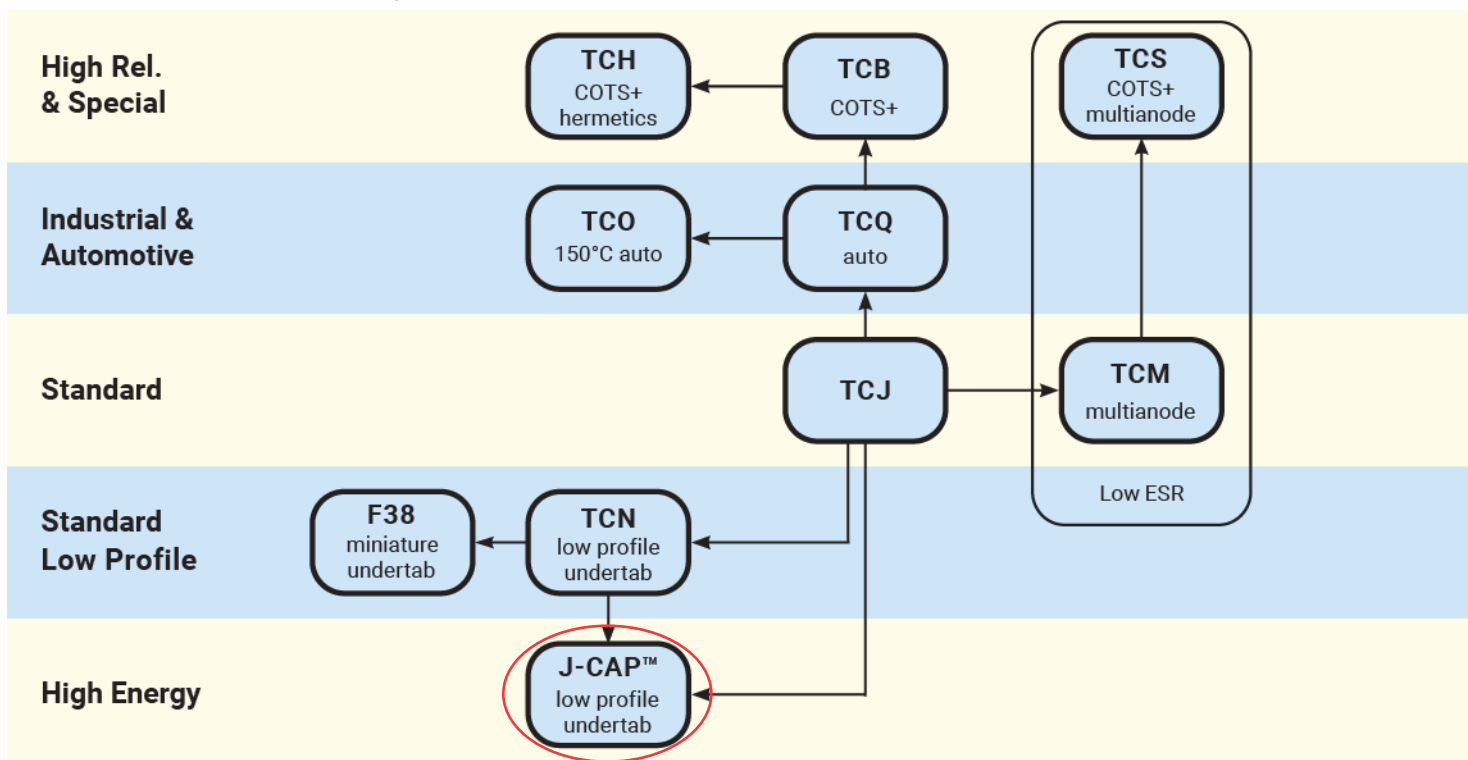 High Rel.
& Special
TCH
COTS+
hermetics
TCB
COTS+
TCS
COTS+
multianode
Industrial &
Automotive
TCO
150°C auto
TCQ
auto
Standard
TCJ
TCM
multianode
Low ESR
Standard
Low Profile
F38
miniature
undertab
TCN
low profile
undertab
High Energy
J-CAP™
low profile
undertab